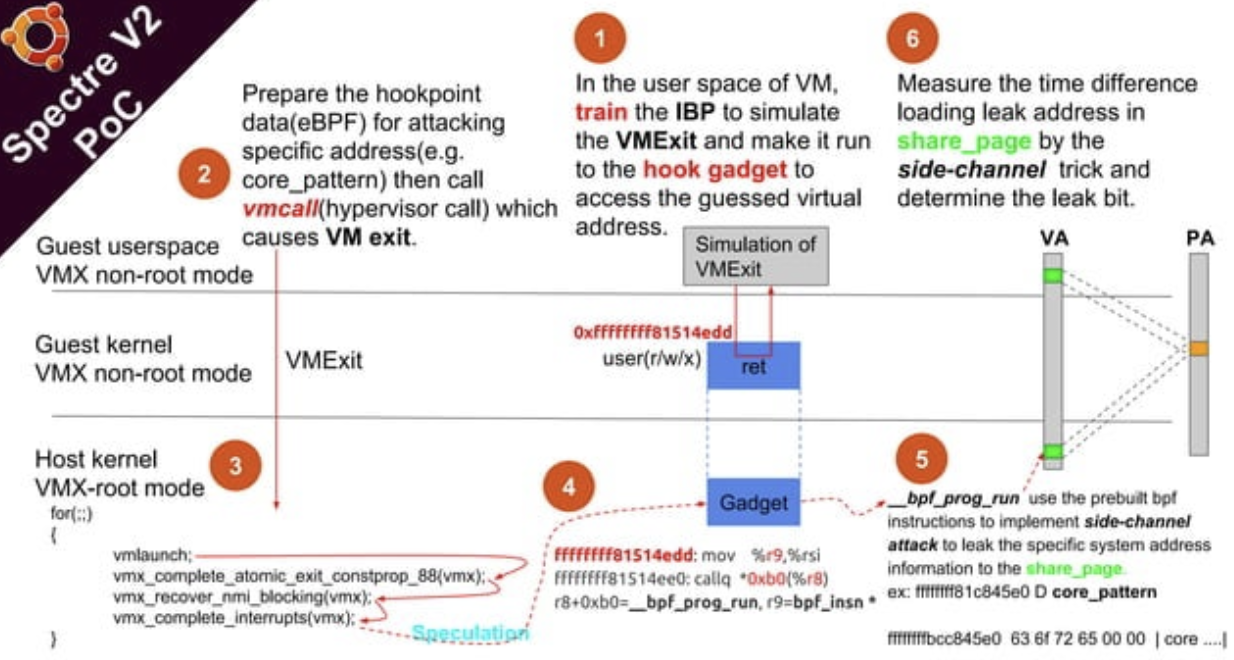 Spectre V2
PoC
1
In the user space of VM,
train the IBP to simulate
the VMExit and make it run
to the hook gadget to
access the guessed virtual
address.
2
Prepare the hookpoint
data(eBPF) for attacking
specific address(e.g.
core_pattern) then call
vmcall(hypervisor call) which
causes VM exit.
6
Measure the time difference
loading leak address in
share_page by the
side-channel trick and
determine the leak bit.
Guest userspace
VMX non-root mode
Simulation of
VMExit
VA
PA
Guest kernel
VMX non-root mode
VMExit
0xffffffff81514edd
user(r/w/x)
ret
Host kernel
VMX-root mode
3
for(;;)
{
vmlaunch;
vmx_complete_atomic_exit_constprop_88(vmx);
vmx_recover_nmi_blocking(vmx);
vmx_complete_interrupts(vmx);
}
Speculation
4
Gadget
ffffffff81514edd: mov %r9,%rsi
ffffffff81514ee0: callq *0xb0(%r8)
r8+0xb0=__bpf_prog_run, r9=bpf_insn *
5
__bpf_prog_run use the prebuilt bpf
instructions to implement side-channel
attack to leak the specific system address
information to the share_page.
ex: ffffffff81c845e0 D core_pattern
ffffffffbcc845e0 63 6f 72 65 00 00 | core ....|